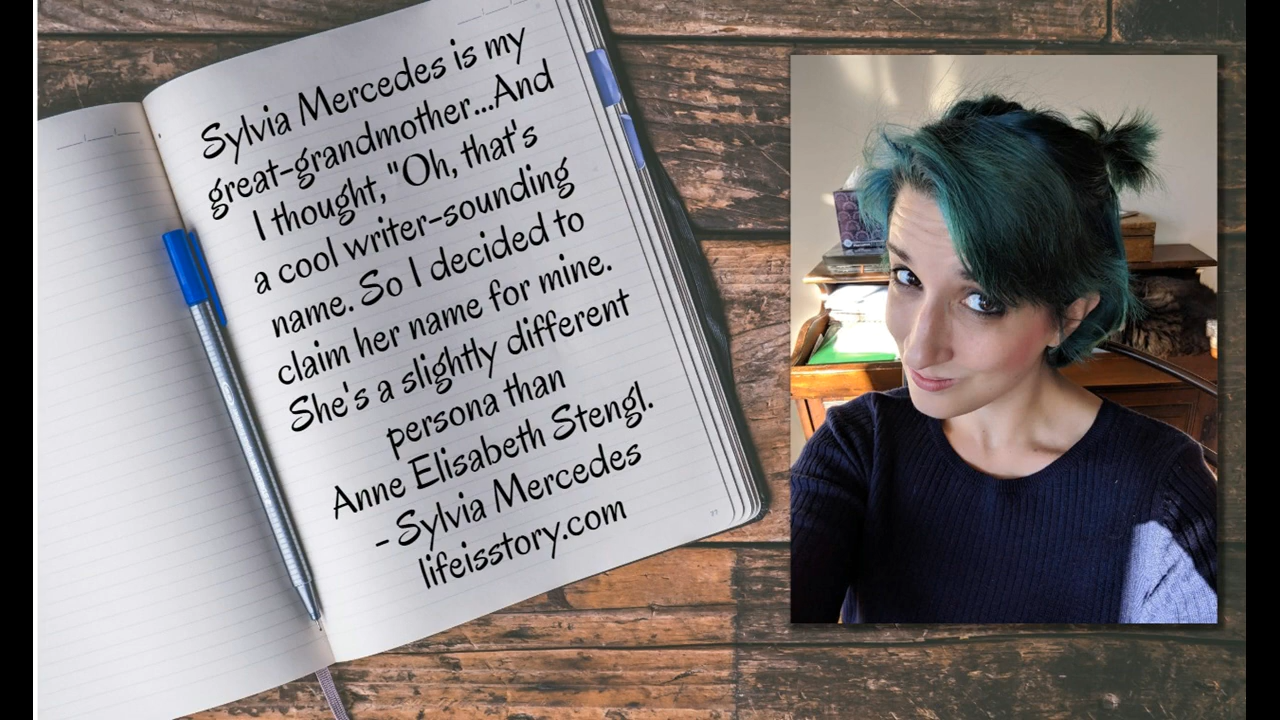 Sylvia Mercedes is my
great-grandmother...And
I thought, "Oh, that's
a cool writer-sounding
name. So I decided to
claim her name for mine.
She's a slightly different
persona than
Anne Elisabeth Stengl.
- Sylvia Mercedes
lifeisstory.com